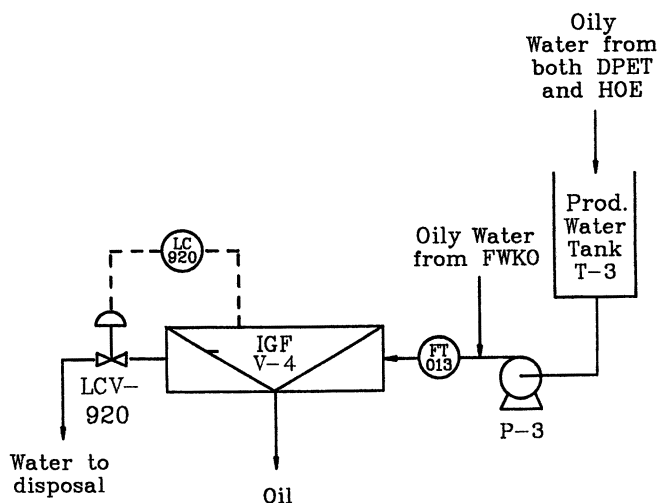 Oily
Water from
both DPET
and HOE
Prod.
Water
Tank
T-3
LC
920
Oily Water
from FWKO
IGF
V-4
FT
013
LCV-
920
P-3
Water to
disposal
Oil